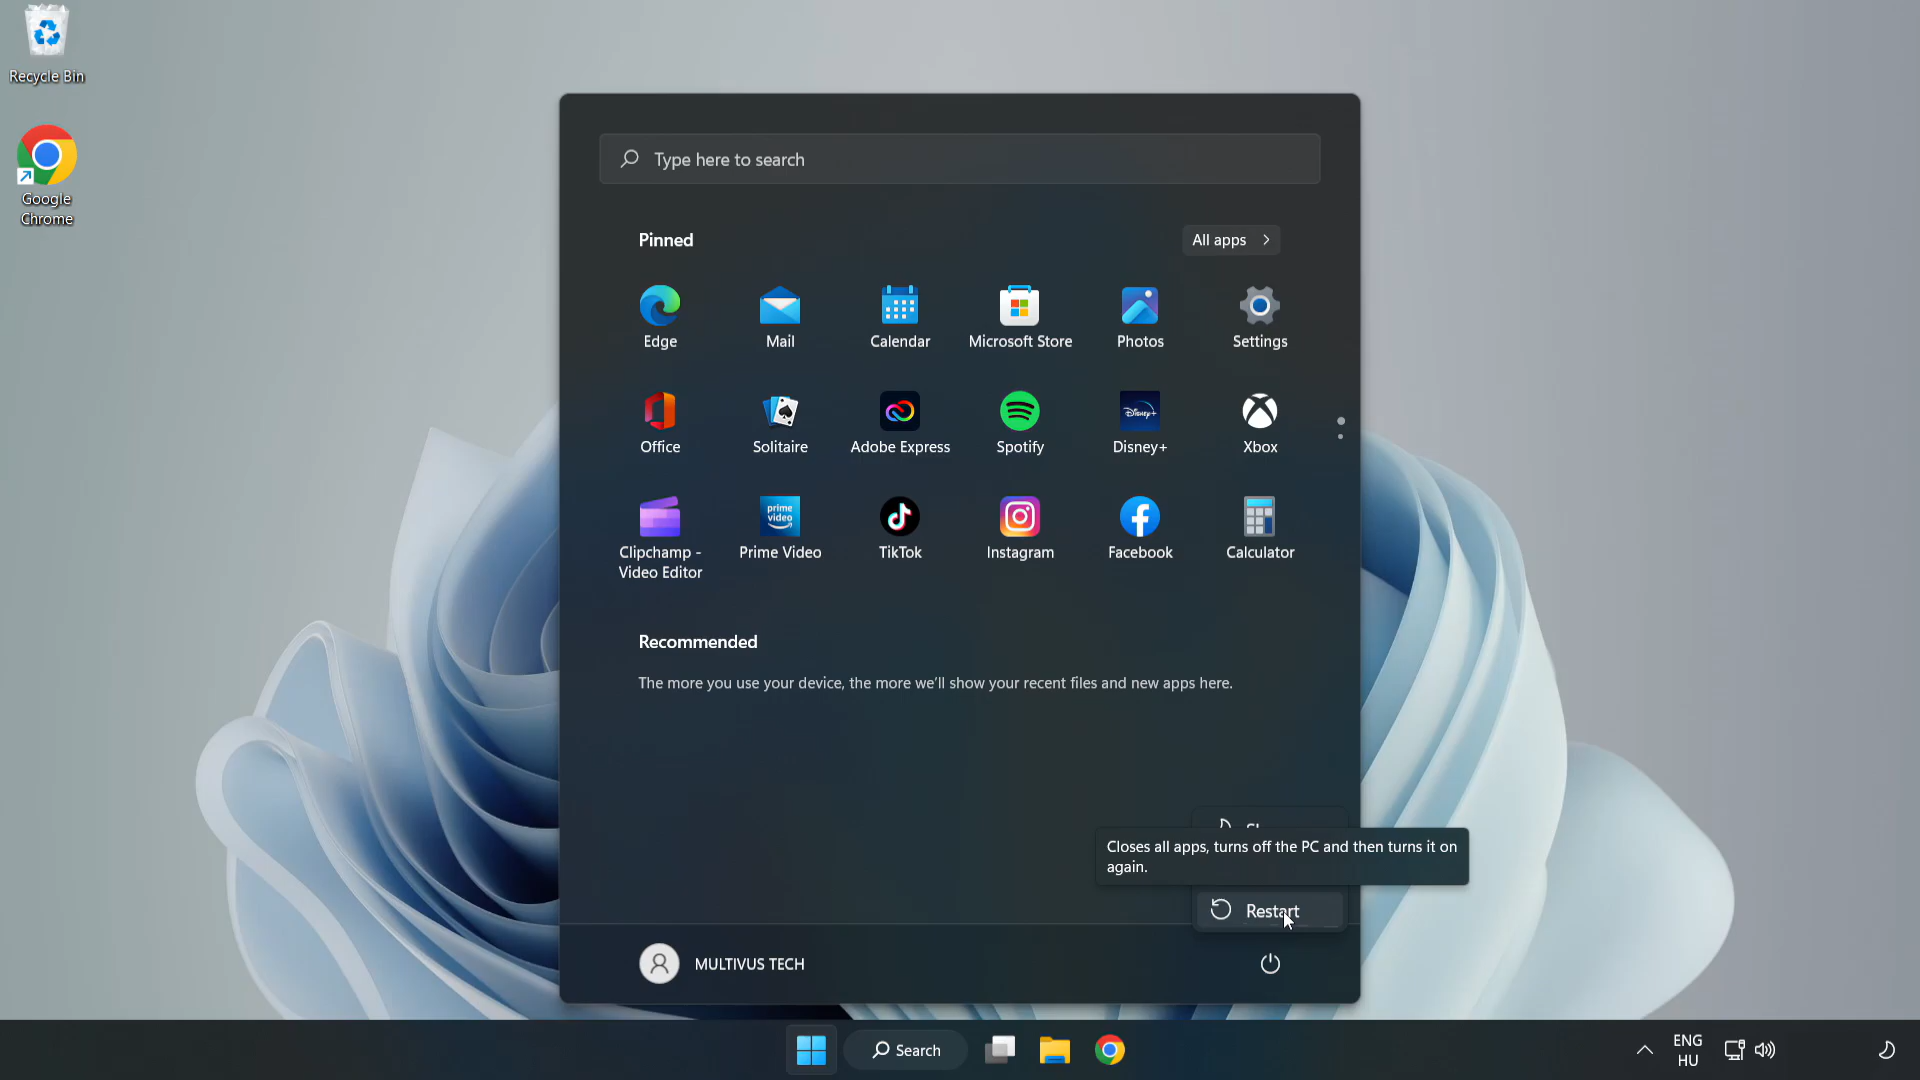 Recycle Bin
Google
Chrome
Type here to search
Pinned
All apps
Edge
Mail
Calendar
Microsoft Store
Photos
Settings
Disney+
Office
Solitaire
Adobe Express
Spotify
Disney+
Xbox
prime
video
Clipchamp -
Video Editor
Prime Video
TikTok
Instagram
Facebook
Calculator
Recommended
The more you use your device, the more we'll show your recent files and new apps here.
Closes all apps, turns off the PC and then turns it on
again.
Restart
MULTIVUS TECH
Search
ENG
HU